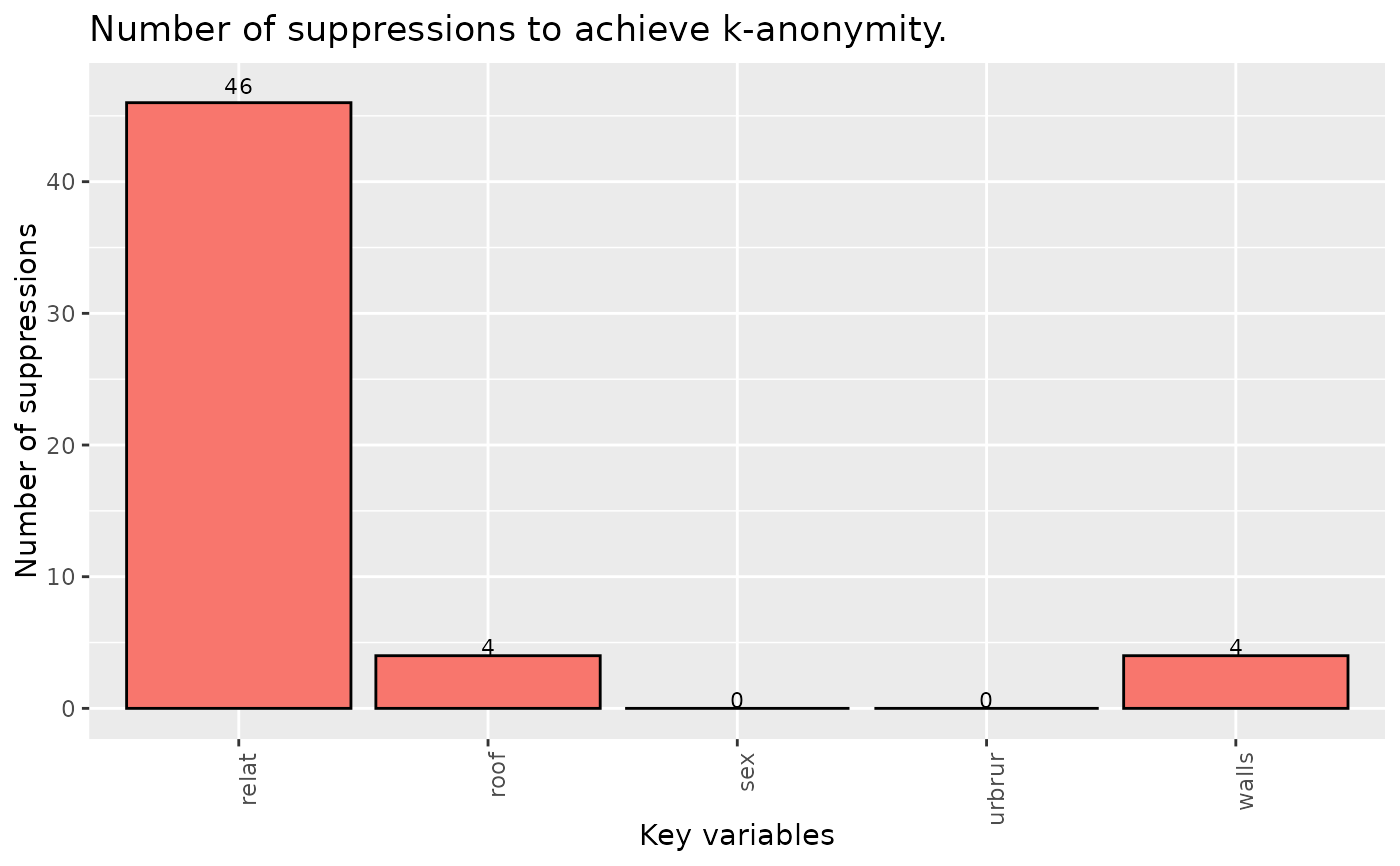 Number of suppressions to achieve k-anonymity.
Number of suppressions
40
30
20
10
0
46
4
0
0
4
relat
roof
sex
urbrur
walls
Key variables